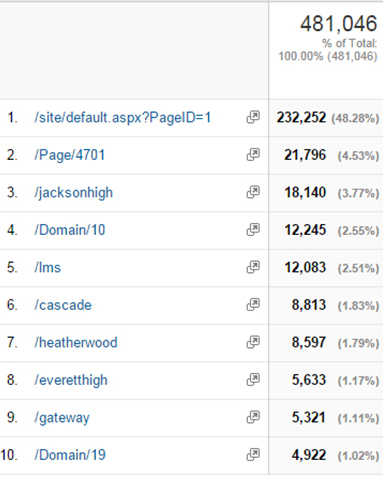 481,046
% of Total:
100.00% (481,046)
1. /site/default.aspx?PageID=1 232,252 (48.28%)
2. /Page/4701 21,796 (4.53%)
3. /jacksonhigh 18,140 (3.77%)
4. /Domain/10 12,245 (2.55%)
5. /lms 12,083 (2.51%)
6. /cascade 8,813 (1.83%)
7. /heatherwood 8,597 (1.79%)
8. /everetthigh 5,633 (1.17%)
9. /gateway 5,321 (1.11%)
10. /Domain/19 4,922 (1.02%)